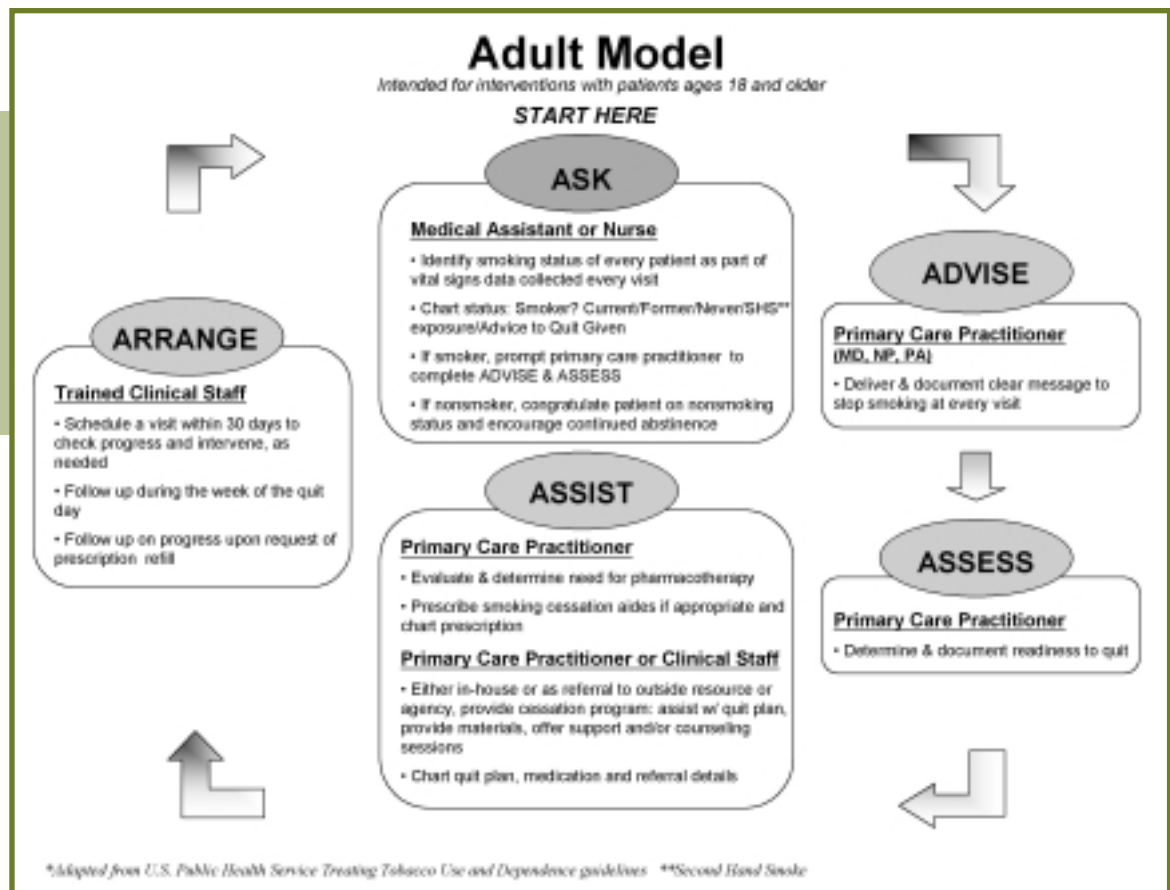 Adult Model
Intended for interventions with patients ages 18 and older
START HERE
ASK
Medical Assistant or Nurse
• Identify smoking status of every patient as part of
vital signs data collected every visit
• Chart status: Smoker? Current/Former/Never/SHS**
exposure/Advice to Quit Given
• If smoker, prompt primary care practitioner to
complete ADVISE & ASSESS
• If nonsmoker, congratulate patient on nonsmoking
status and encourage continued abstinence
ADVISE
Primary Care Practitioner
(MD, NP, PA)
• Deliver & document clear message to
stop smoking at every visit
ASSESS
Primary Care Practitioner
• Determine & document readiness to quit
ASSIST
Primary Care Practitioner
• Evaluate & determine need for pharmacotherapy
• Prescribe smoking cessation aides if appropriate and
chart prescription
Primary Care Practitioner or Clinical Staff
• Either in-house or as referral to outside resource or
agency, provide cessation program: assist w/ quit plan,
provide materials, offer support and/or counseling
sessions
• Chart quit plan, medication and referral details
ARRANGE
Trained Clinical Staff
• Schedule a visit within 30 days to
check progress and intervene, as
needed
• Follow up during the week of the quit
day
• Follow up on progress upon request of
prescription refill
*Adapted from U.S. Public Health Service Treating Tobacco Use and Dependence guidelines **Second Hand Smoke